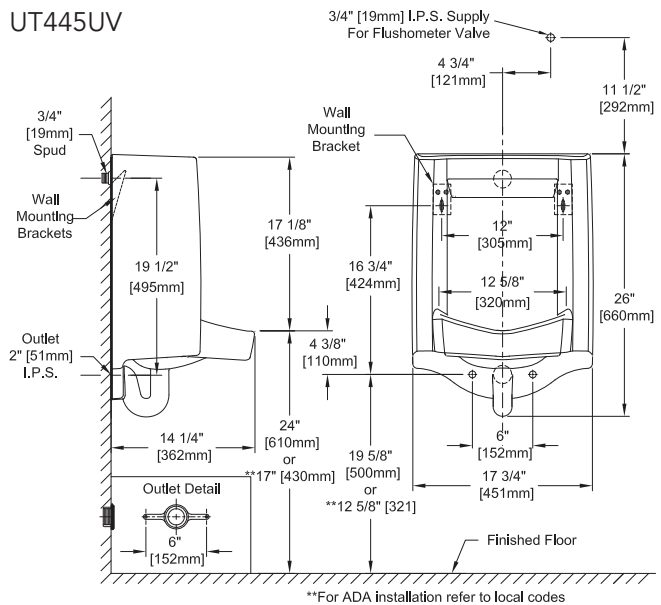 UT445UV
3/4" [19mm] I.P.S. Supply
For Flushometer Valve
4 3/4"
[121mm]
11 1/2"
[292mm]
3/4"
[19mm]
Spud
Wall
Mounting
Brackets
Wall
Mounting
Bracket
17 1/8"
[436mm]
19 1/2"
[495mm]
12"
[305mm]
16 3/4"
[424mm]
12 5/8"
[320mm]
26"
[660mm]
Outlet
2" [51mm]
I.P.S.
4 3/8"
[110mm]
14 1/4"
[362mm]
24"
[610mm]
or
**17" [430mm]
19 5/8"
[500mm]
or
**12 5/8" [321]
6"
[152mm]
17 3/4"
[451mm]
Outlet Detail
6"
[152mm]
Finished Floor
**For ADA installation refer to local codes